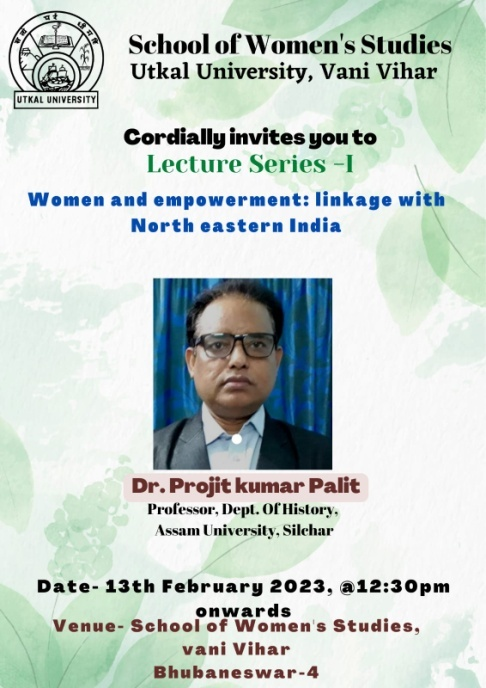 UTKAL UNIVERSITY
School of Women's Studies
Utkal University, Vani Vihar
Cordially invites you to
Lecture Series -I
Women and empowerment: linkage with
North eastern India
Dr. Projit kumar Palit
Professor, Dept. Of History,
Assam University, Silchar
Date- 13th February 2023, @12:30pm
onwards
Venue- School of Women's Studies,
vani Vihar
Bhubaneswar-4